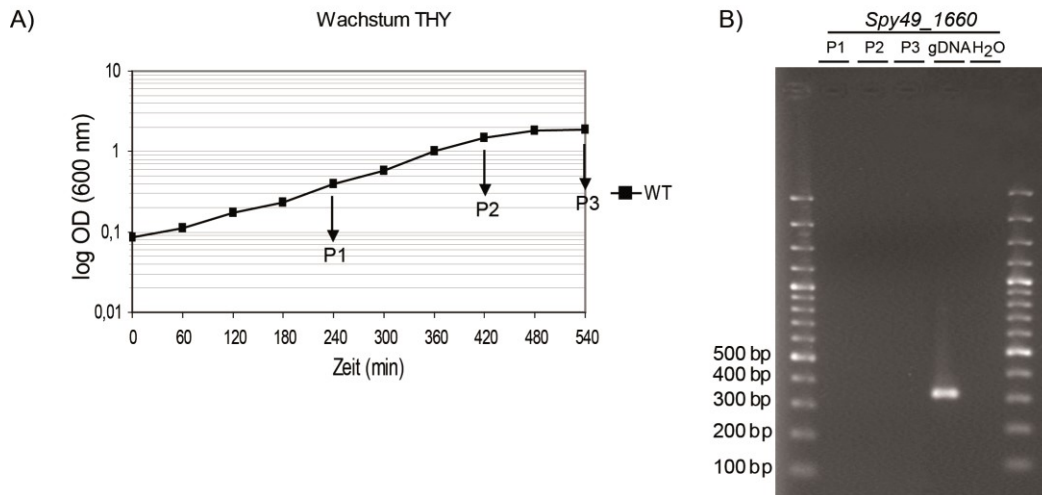 A)
Wachstum THY
log OD (600 nm)
10
1
0,1
0,01
0
60
120
180
240
300
360
420
480
540
Zeit (min)
P1
P2
P3
WT
B)
Spy49_1660
P1 P2 P3 gDNA H₂O
500 bp
400 bp
300 bp
200 bp
100 bp